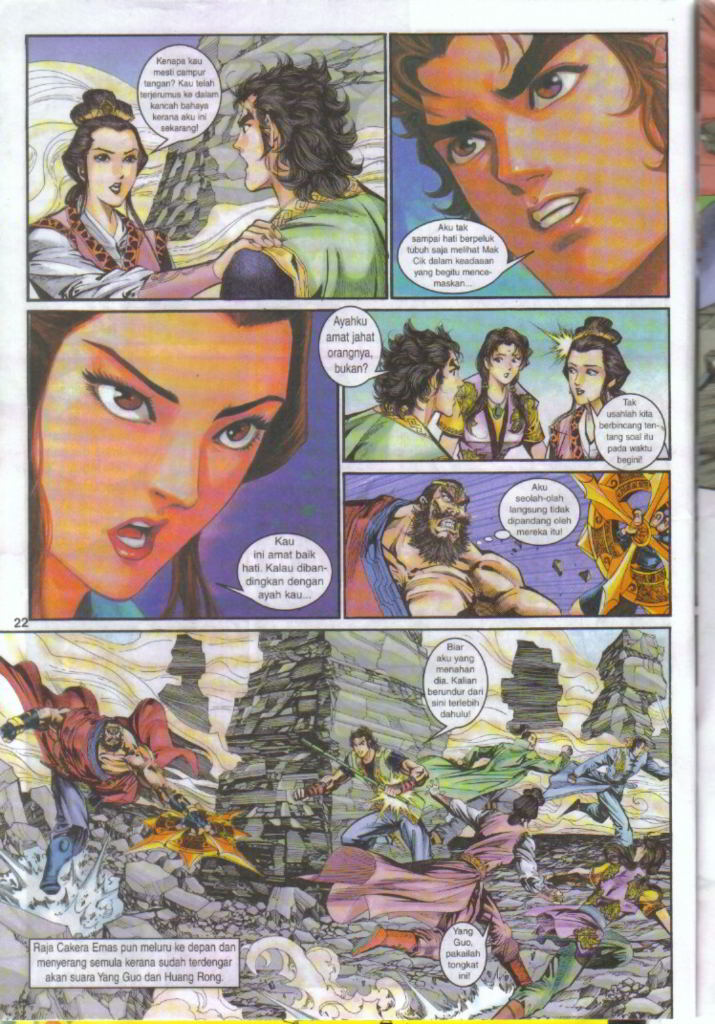 Kenapa kau
mesti campur
tangan? Kau telah
terjerumus ke dalam
kancah bahaya
kerana aku ini
sekarang!
Aku tak
sampai hati berpeluk
tubuh saja melihat Mak
Cik dalam keadaaan
yang begitu mence-
maskan...
Kau
ini amat baik
hati. Kalau diban-
dingkan dengan
ayah kau...
Ayahku
amat jahat
orangnya,
bukan?
Tak
usahlah kita
berbincang ten-
tang soal itu
pada waktu
begini!
Aku
seolah-olah
langsung tidak
dipandang oleh
mereka itu!
22
Biar
aku yang
menahan
dia. Kalian
berundur dari
sini terlebih
dahulu!
Yang
Guo,
pakailah
tongkat
ini!
Raja Cakera Emas pun meluru ke depan dan
menyerang semula kerana sudah terdengar
akan suara Yang Guo dan Huang Rong.